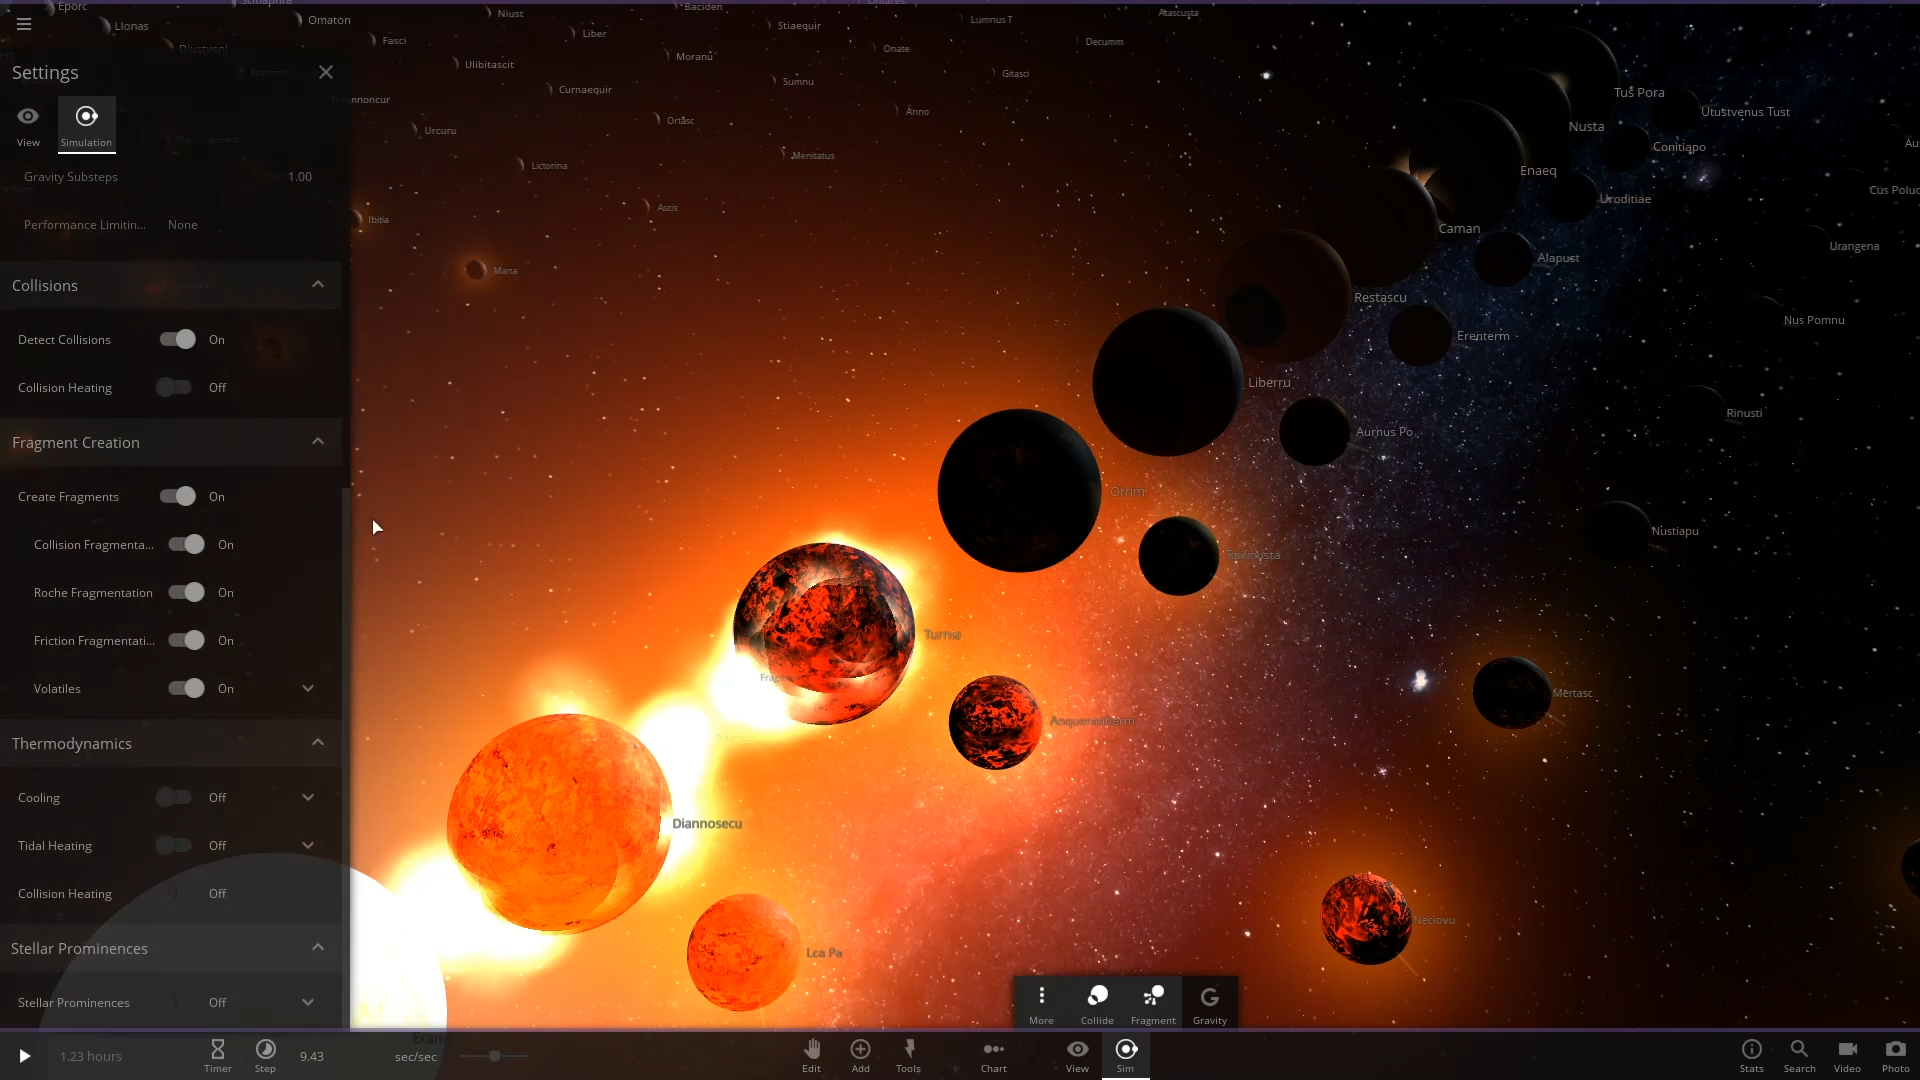 Eporc
Llonas
Omaton
Niust
Baciden
Stiaequir
Lumnus T
Atascusta
Diustveni
Fasci
Liber
Onate
Decumm
Ulibitascit
Moranu
Gitasci
Settings
Curnaequir
Sumnu
Tus Pora
Utustvenus Tust
Urcuru
Ortasc
Anno
Nusta
View
Simulation
Lictorina
Menitatus
Enaeq
Conitiapo
Gravity Substeps 1.00
Ascis
Uroditiae
Cus Poluc
Performance Limitin... None
Ibitia
Caman
Urangena
Mana
Alapust
Collisions
Restascu
Nus Pomnu
Detect Collisions On
Erenterm
Collision Heating Off
Liberru
Rinusti
Fragment Creation
Aurnus Po
Create Fragments On
Orrim
Collision Fragmenta... On
Nustiapu
Roche Fragmentation On
Friction Fragmentati... On
Turnia
Volatiles On
Mertasc
Thermodynamics
Cooling Off
Diannosecu
Tidal Heating Off
Collision Heating Off
Neciovu
Stellar Prominences
Lca Pa
Stellar Prominences Off
More
Collide
Fragment
Gravity
1.23 hours
Timer
Step
9.43
sec/sec
Edit
Add
Tools
Chart
View
Sim
Stats
Search
Video
Photo